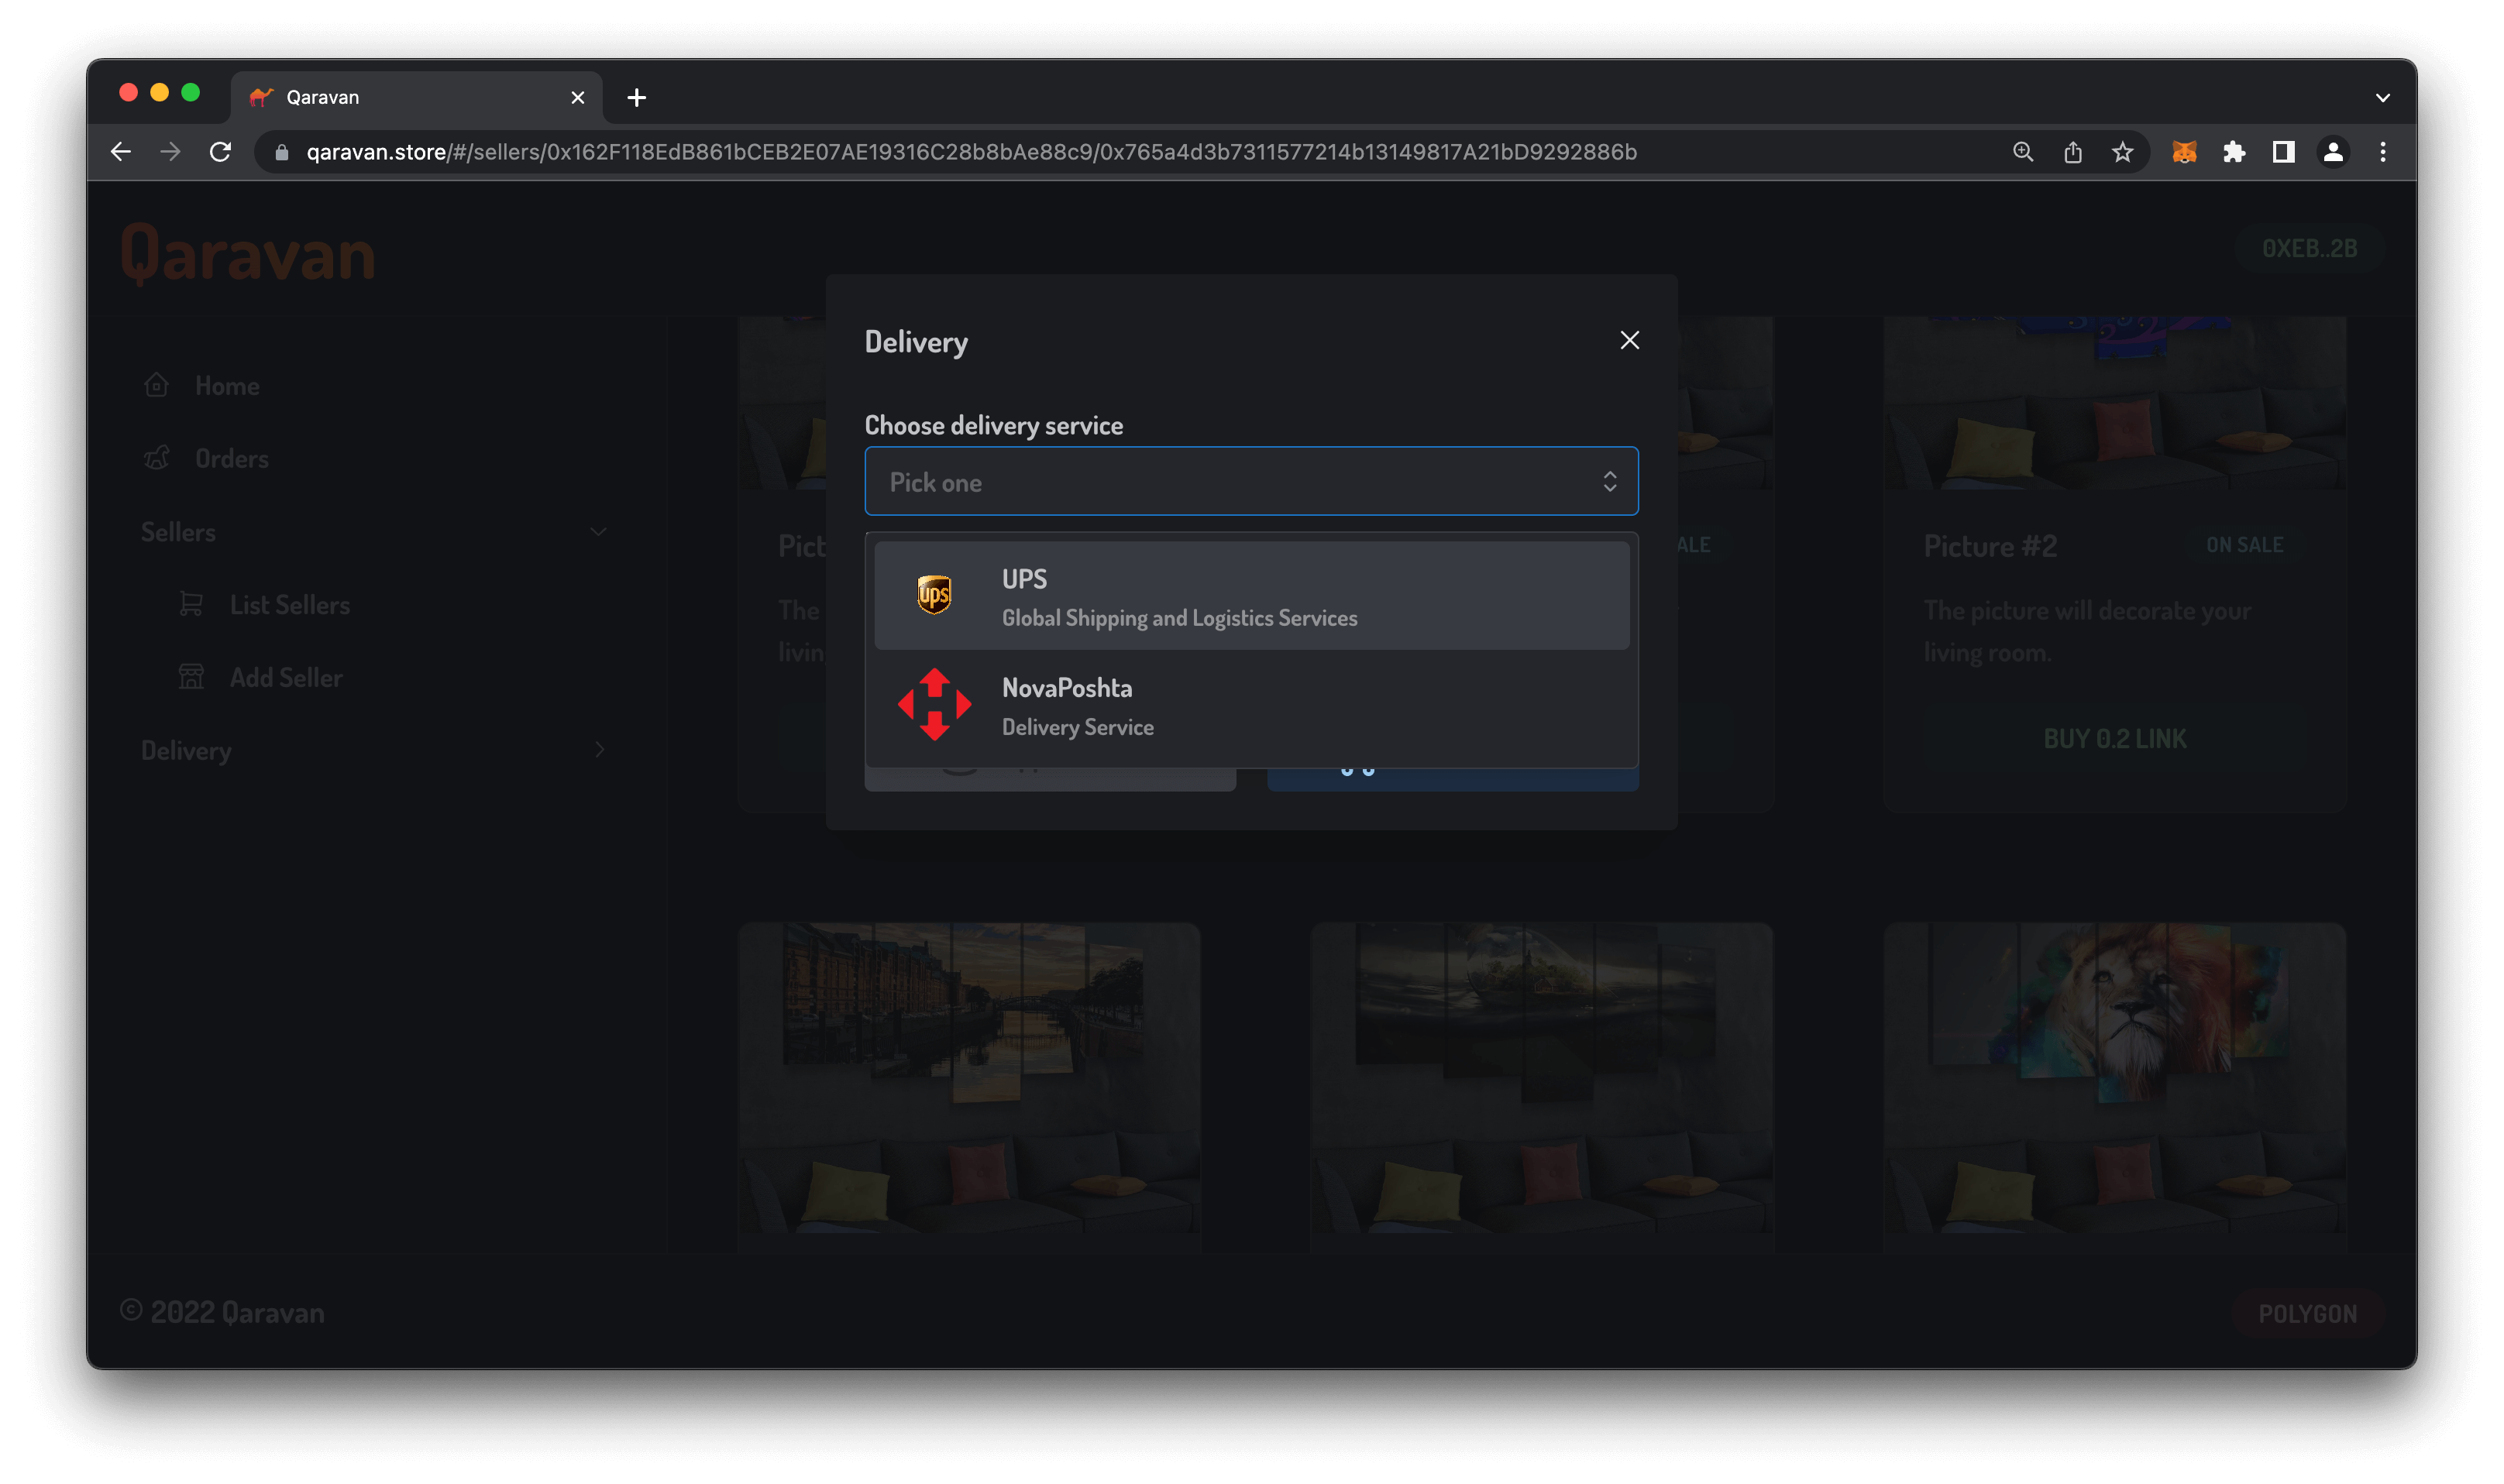 Qaravan
qaravan.store/#/sellers/0x162F118EdB861bCEB2E07AE19316C28b8bAe88c9/0x765a4d3b7311577214b13149817A21bD9292886b
Qaravan
0XEB..2B
Home
Orders
Sellers
List Sellers
Add Seller
Delivery
Delivery
Choose delivery service
Pick one
UPS
UPS
Global Shipping and Logistics Services
NovaPoshta
Delivery Service
Pict
The
livin
ALE
Picture #2
ON SALE
The picture will decorate your
living room.
BUY 0.2 LINK
© 2022 Qaravan
POLYGON